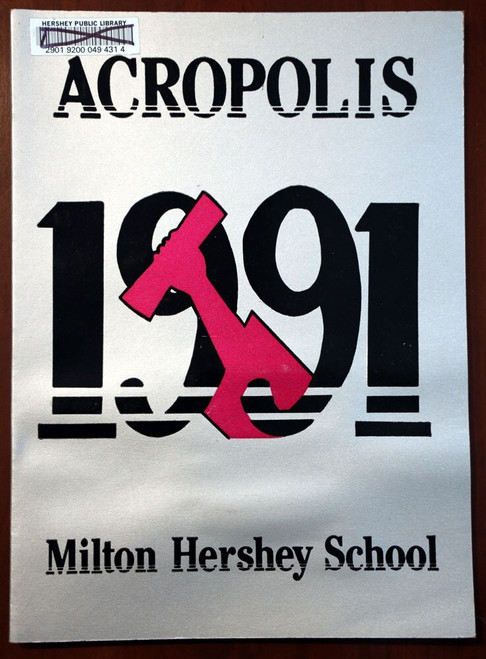 HERSHEY PUBLIC LIBRARY
2901 9200 049 431 4
ACROPOLIS
1991
Milton Hershey School